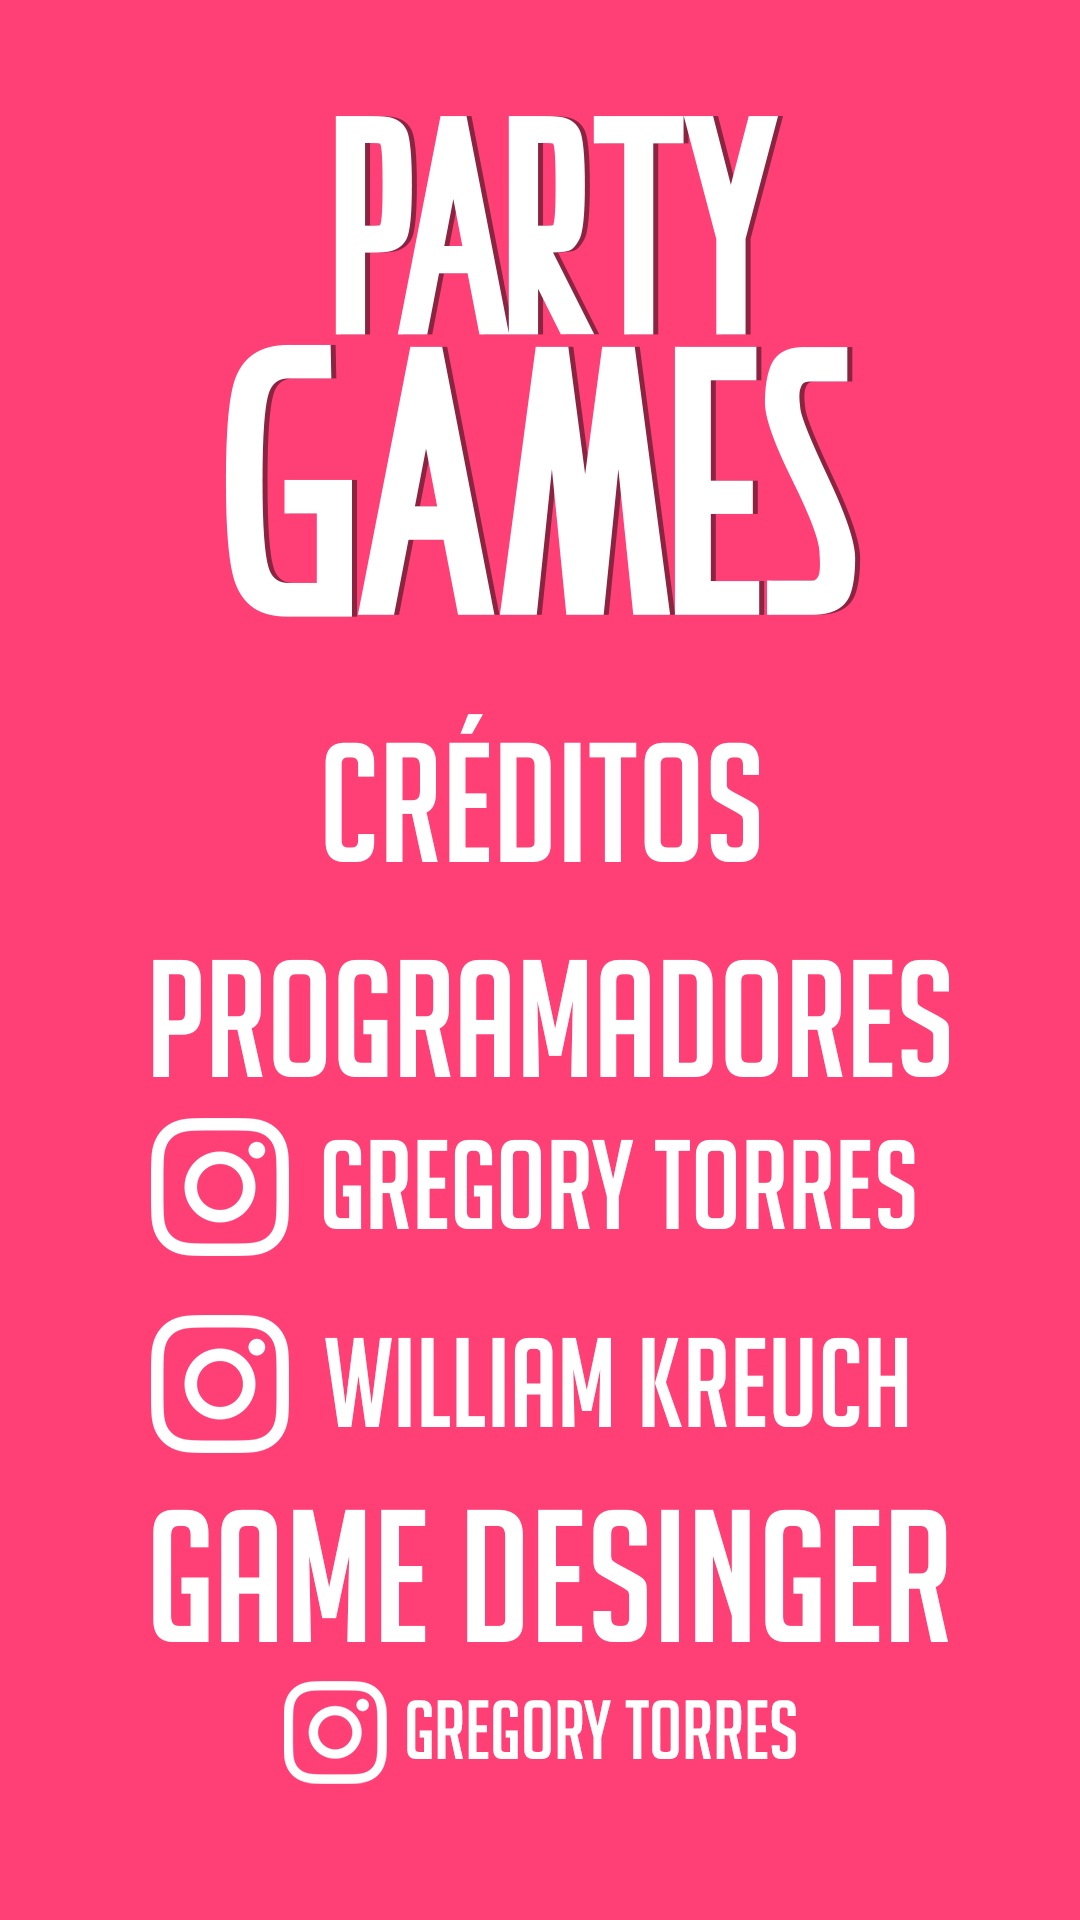 PARTY
GAMES
CRÉDITOS
PROGRAMADORES
GREGORY TORRES
WILLIAM KREUCH
GAME DESINGER
GREGORY TORRES